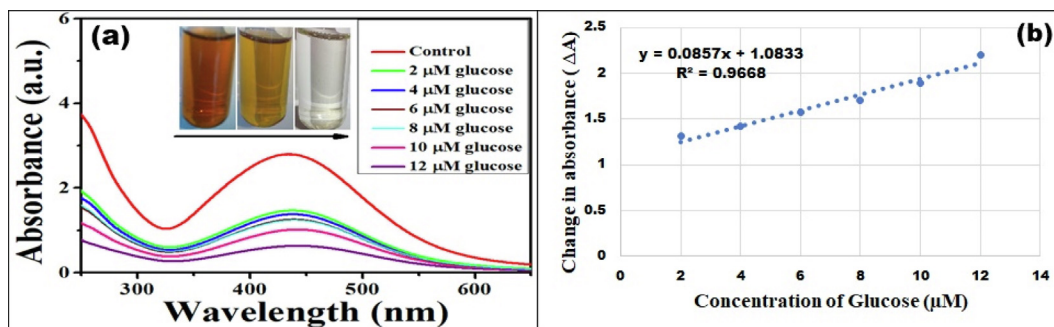 (a)
Absorbance (a.u.)
6
4
2
0
300
400
500
600
Wavelength (nm)
Control
2 μM glucose
4 μM glucose
6 μM glucose
8 μM glucose
10 μM glucose
12 μM glucose
(b)
Change in absorbance (△A)
2.5
2
1.5
1
0.5
0
y = 0.0857x + 1.0833
R² = 0.9668
0
2
4
6
8
10
12
14
Concentration of Glucose (μM)